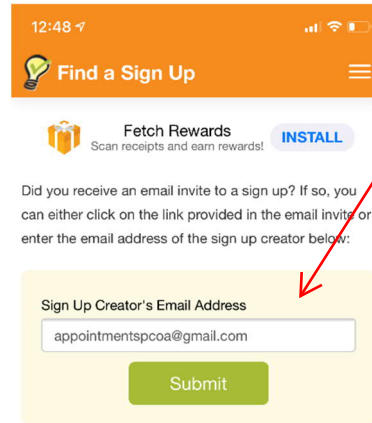 12:48
Find a Sign Up
Fetch Rewards
Scan receipts and earn rewards!
INSTALL
Did you receive an email invite to a sign up? If so, you
can either click on the link provided in the email invite or
enter the email address of the sign up creator below:
Sign Up Creator's Email Address
appointmentspcoa@gmail.com
Submit